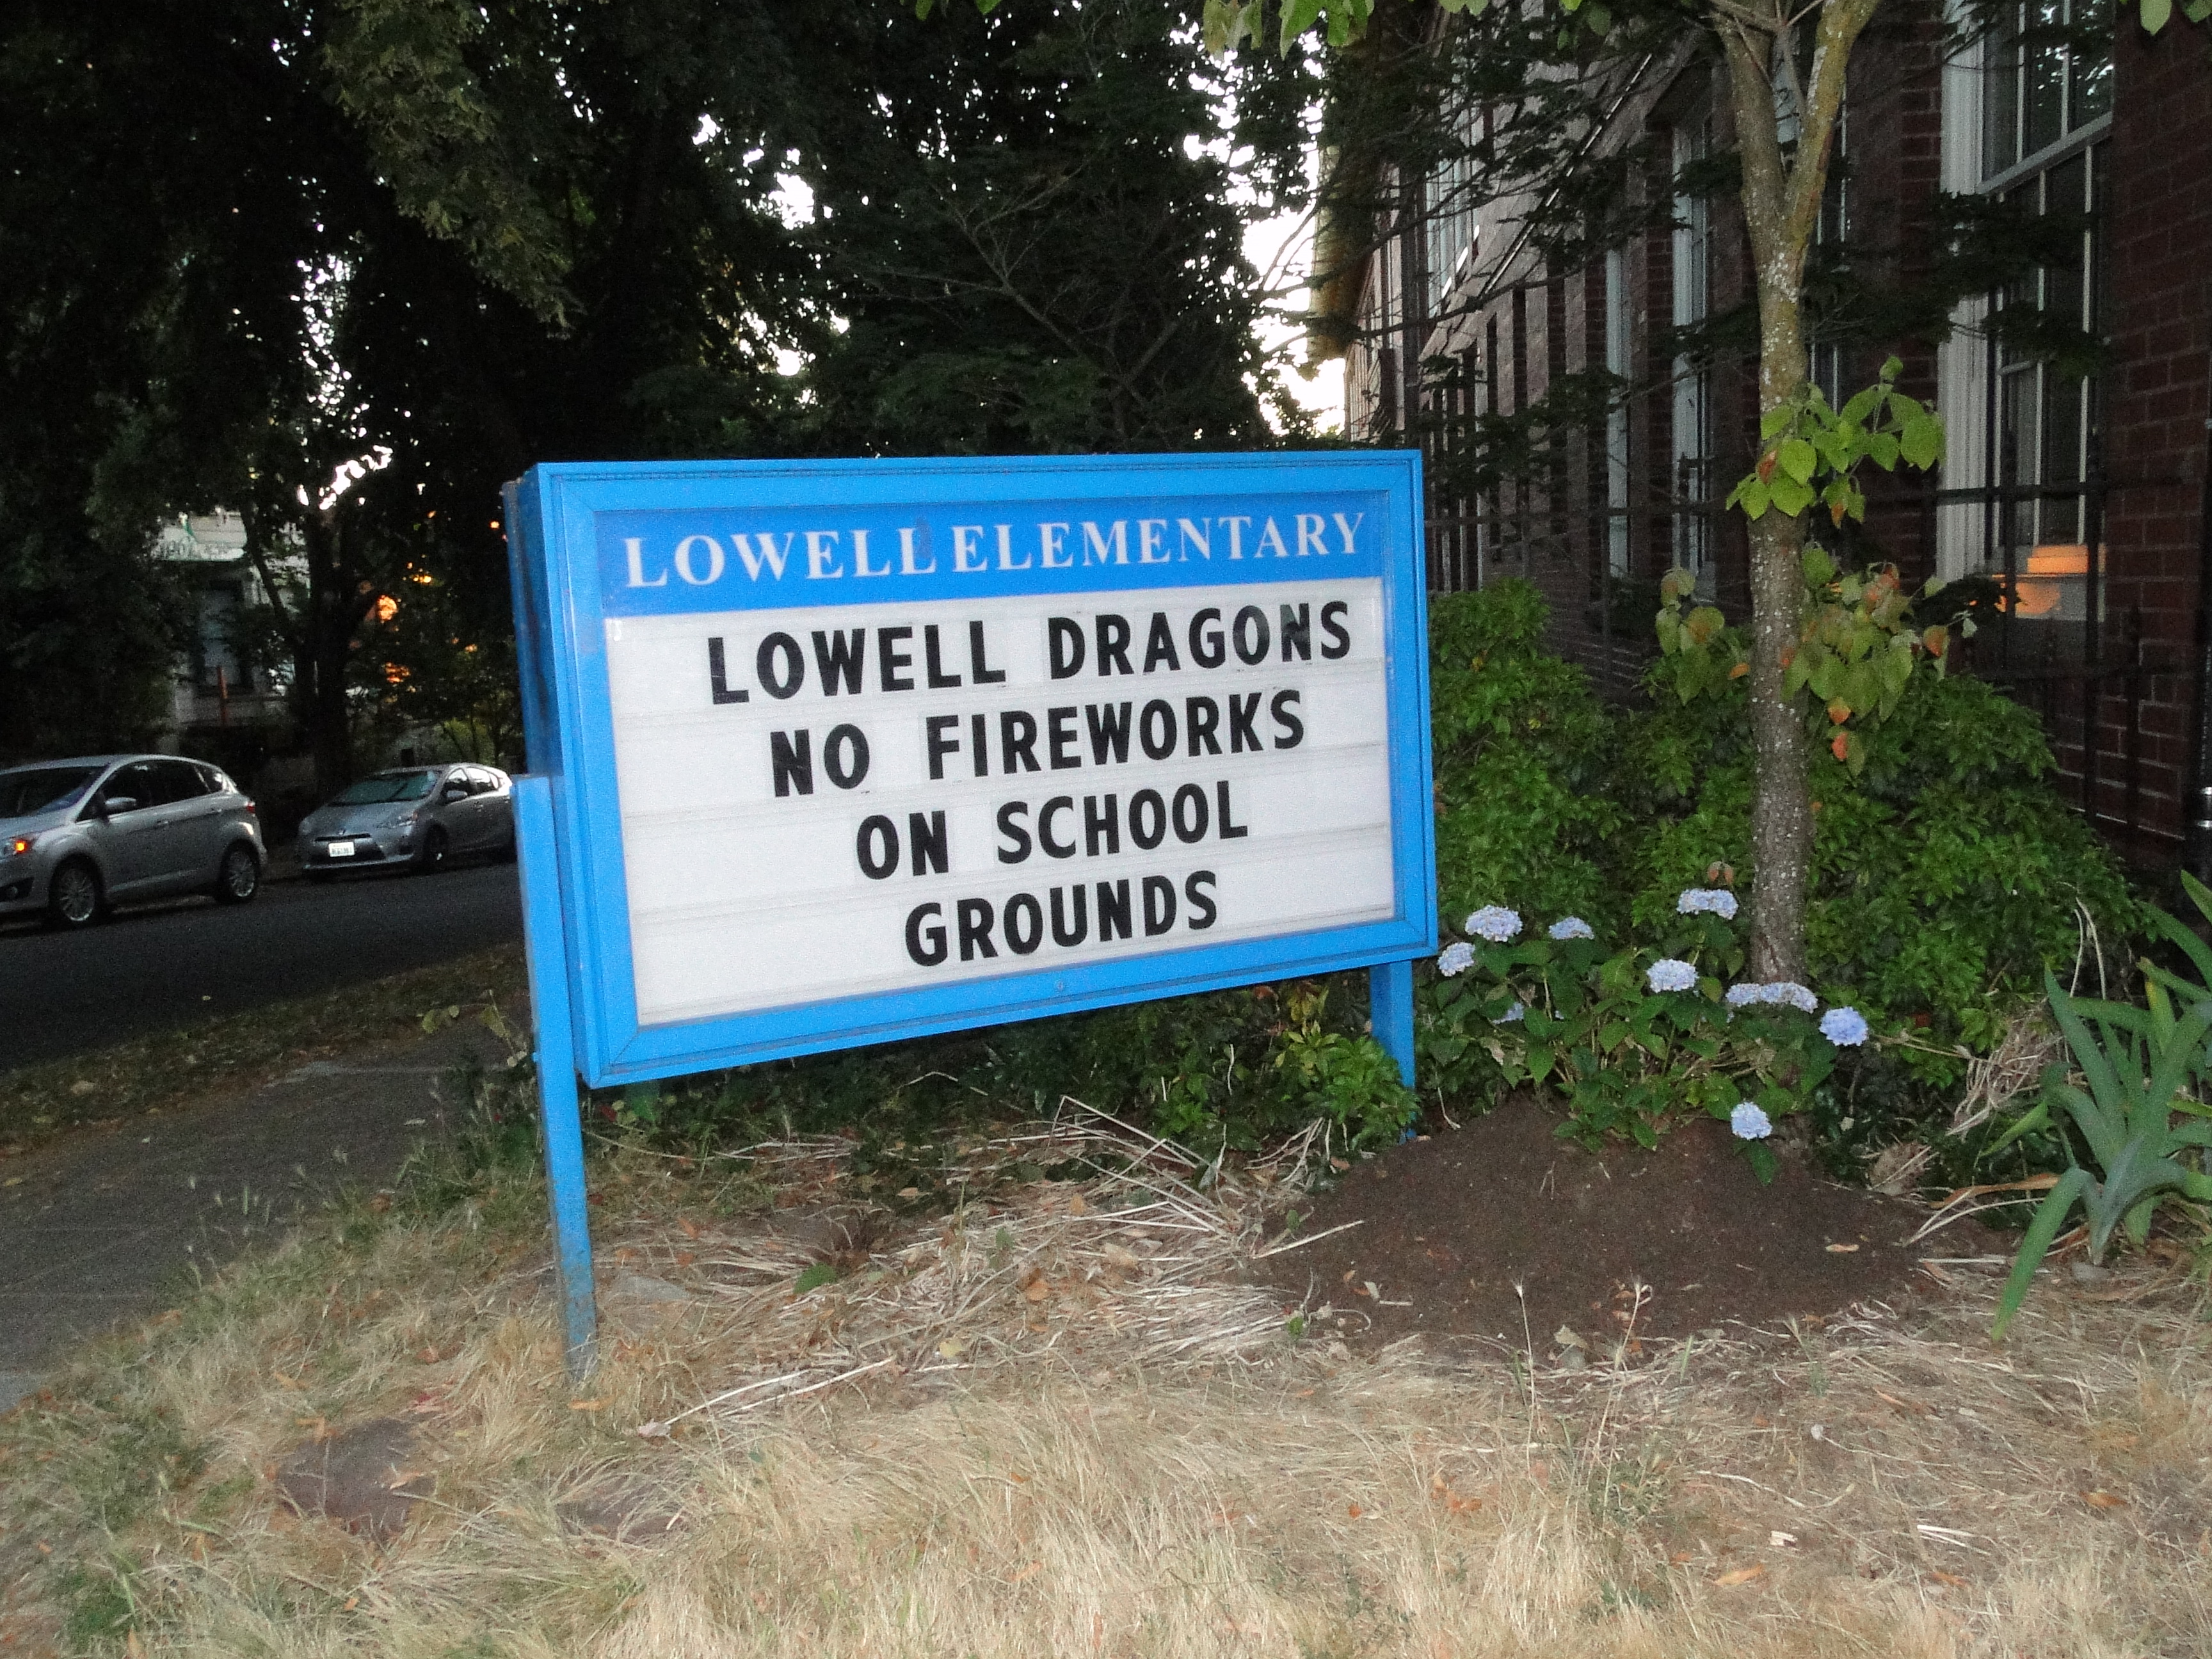 LOWELL ELEMENTARY
LOWELL DRAGONS
NO FIREWORKS
ON SCHOOL
GROUNDS